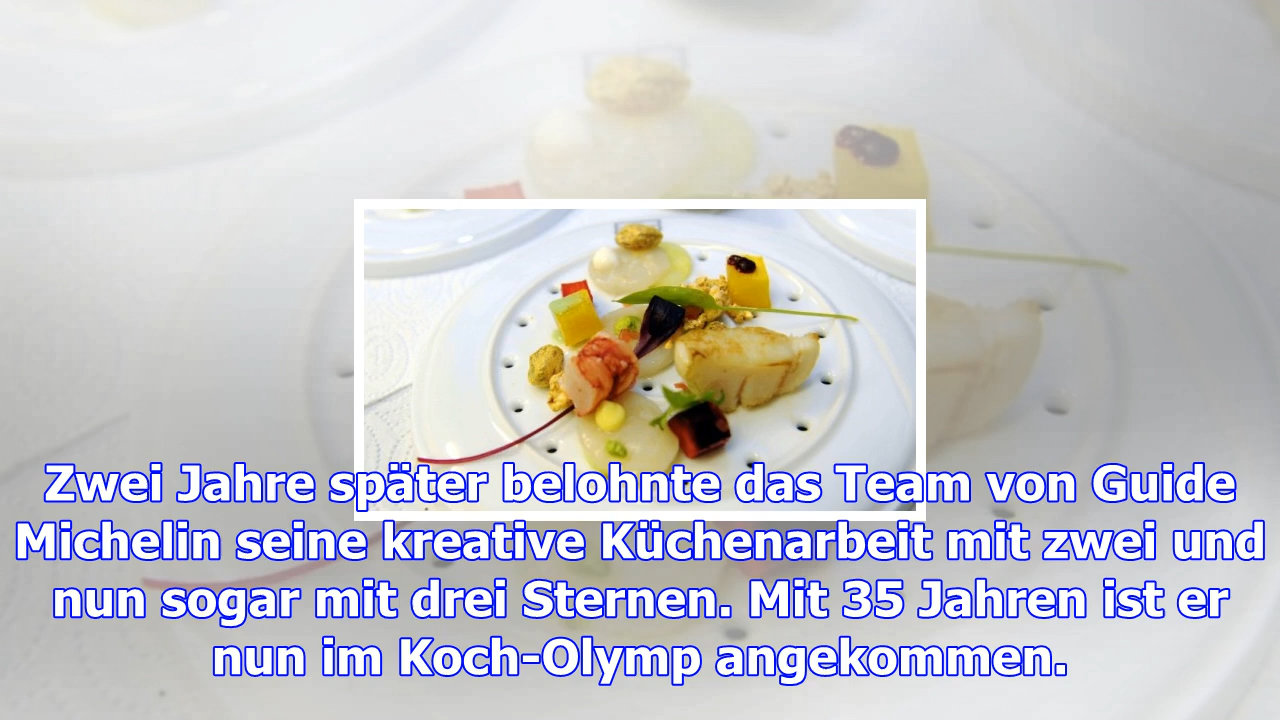 Zwei Jahre später belohnte das Team von Guide
Michelin seine kreative Küchenarbeit mit zwei und
nun sogar mit drei Sternen. Mit 35 Jahren ist er
nun im Koch-Olymp angekommen.